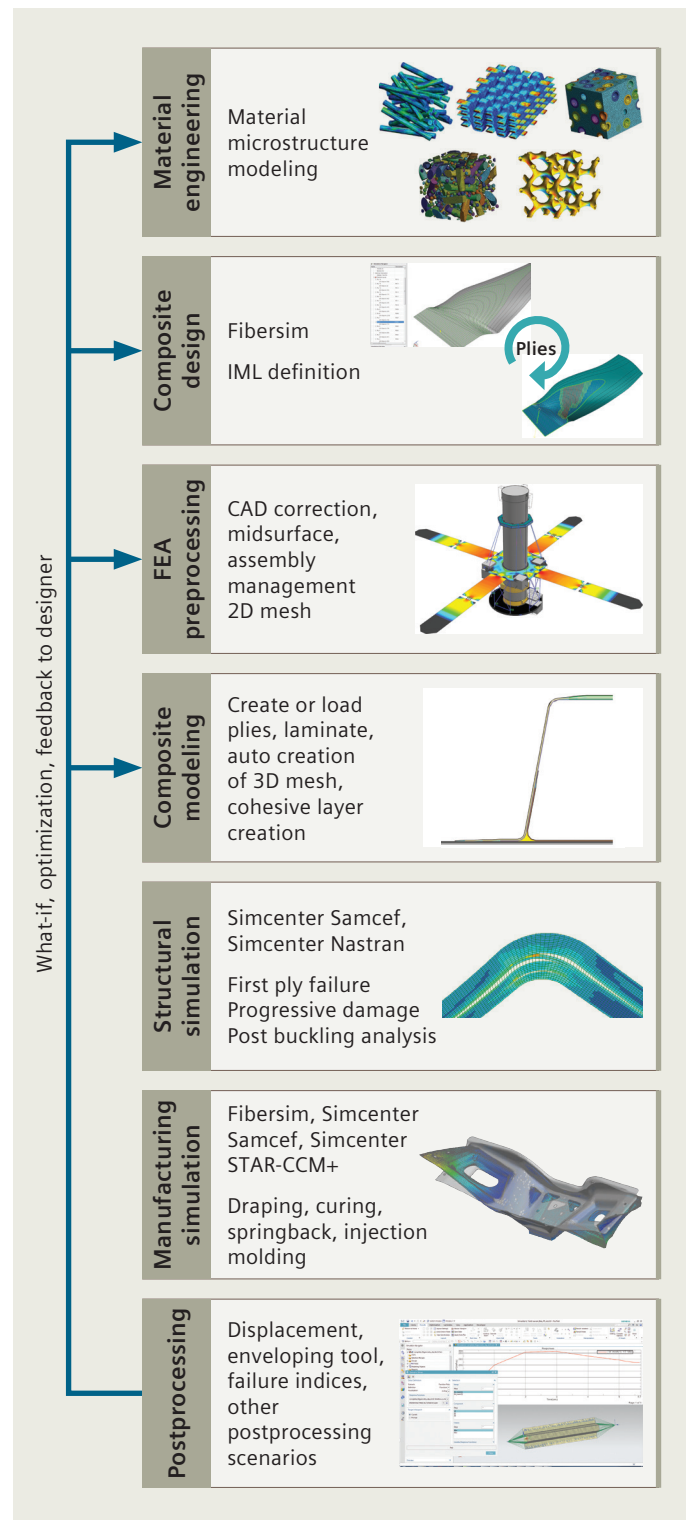 What-if, optimization, feedback to designer
Material
engineering
Material
microstructure
modeling
Composite
design
Fibersim
IML definition
Plies
FEA
preprocessing
CAD correction,
midsurface,
assembly
management
2D mesh
Composite
modeling
Create or load
plies, laminate,
auto creation
of 3D mesh,
cohesive layer
creation
Structural
simulation
Simcenter Samcef,
Simcenter Nastran
First ply failure
Progressive damage
Post buckling analysis
Manufacturing
simulation
Fibersim, Simcenter
Samcef, Simcenter
STAR-CCM+
Draping, curing,
springback, injection
molding
Postprocessing
Displacement,
enveloping tool,
failure indices,
other
postprocessing
scenarios